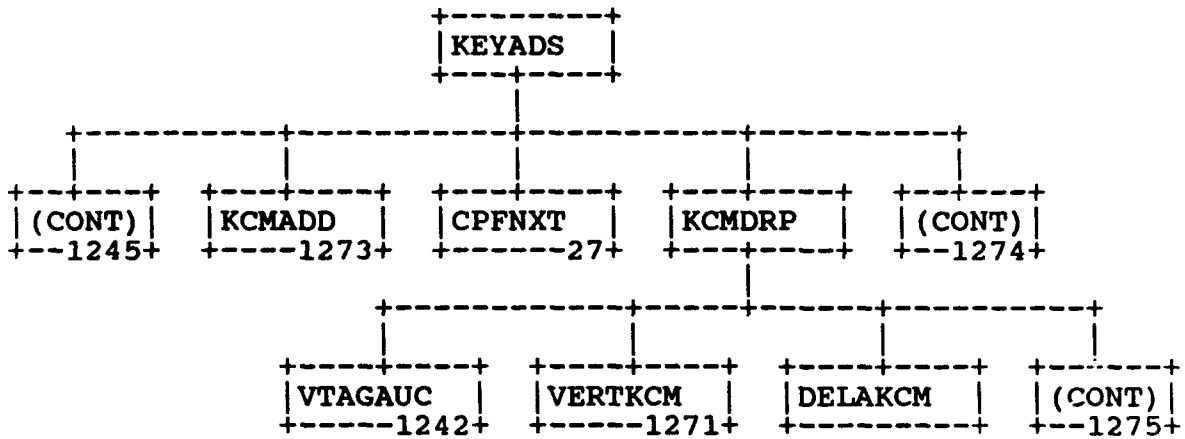 KEYADS
(CONT) KCMADD CPFNXT KCMDRP (CONT)
1245 1273 27 1274
VTAGAUC VERTKCM DELAKCM (CONT)
1242 1271 1275